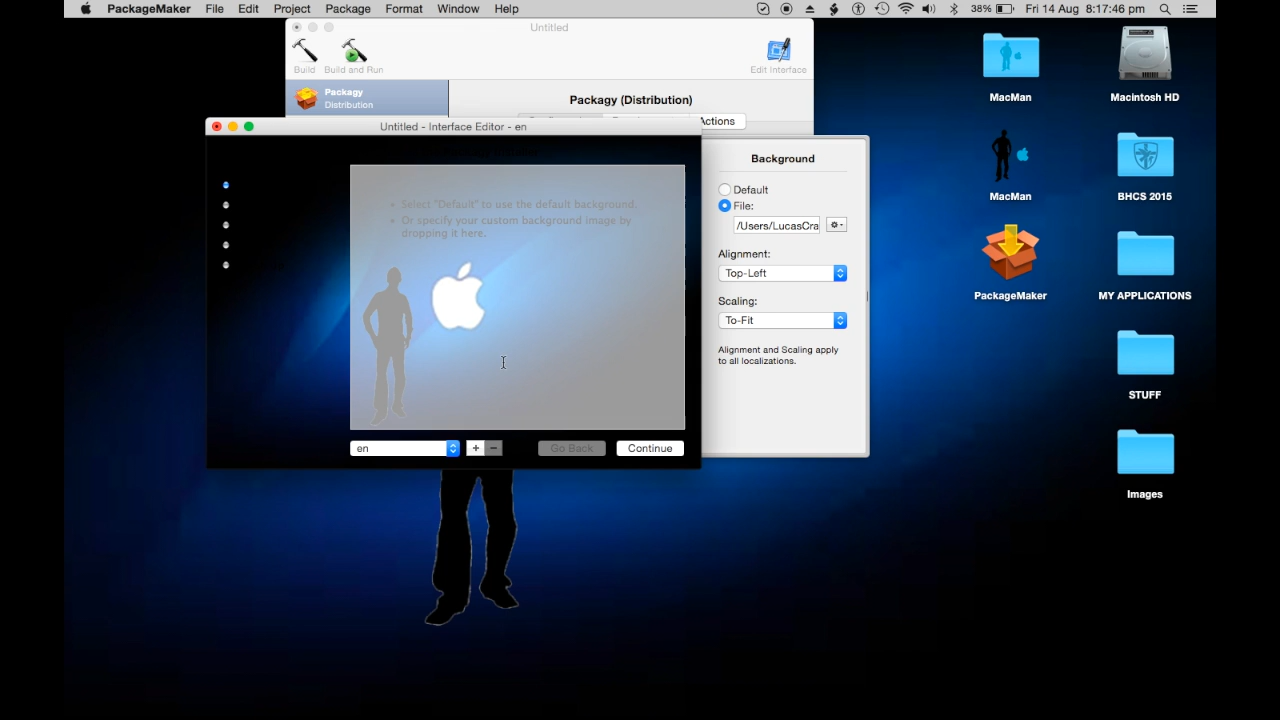 PackageMaker File Edit Project Package Format Window Help 38% Fri 14 Aug 8:17:46 pm
Untitled
Build Build and Run Edit Interface
Packagy
Distribution
Packagy (Distribution)
Actions
Untitled - Interface Editor - en
• Select "Default" to use the default background.
• Or specify your custom background image by
dropping it here.
en
+ −
Go Back Continue
Background
Default
File:
/Users/LucasCra
Alignment:
Top-Left
Scaling:
To-Fit
Alignment and Scaling apply
to all localizations.
MacMan
Macintosh HD
MacMan
BHCS 2015
PackageMaker
MY APPLICATIONS
STUFF
Images